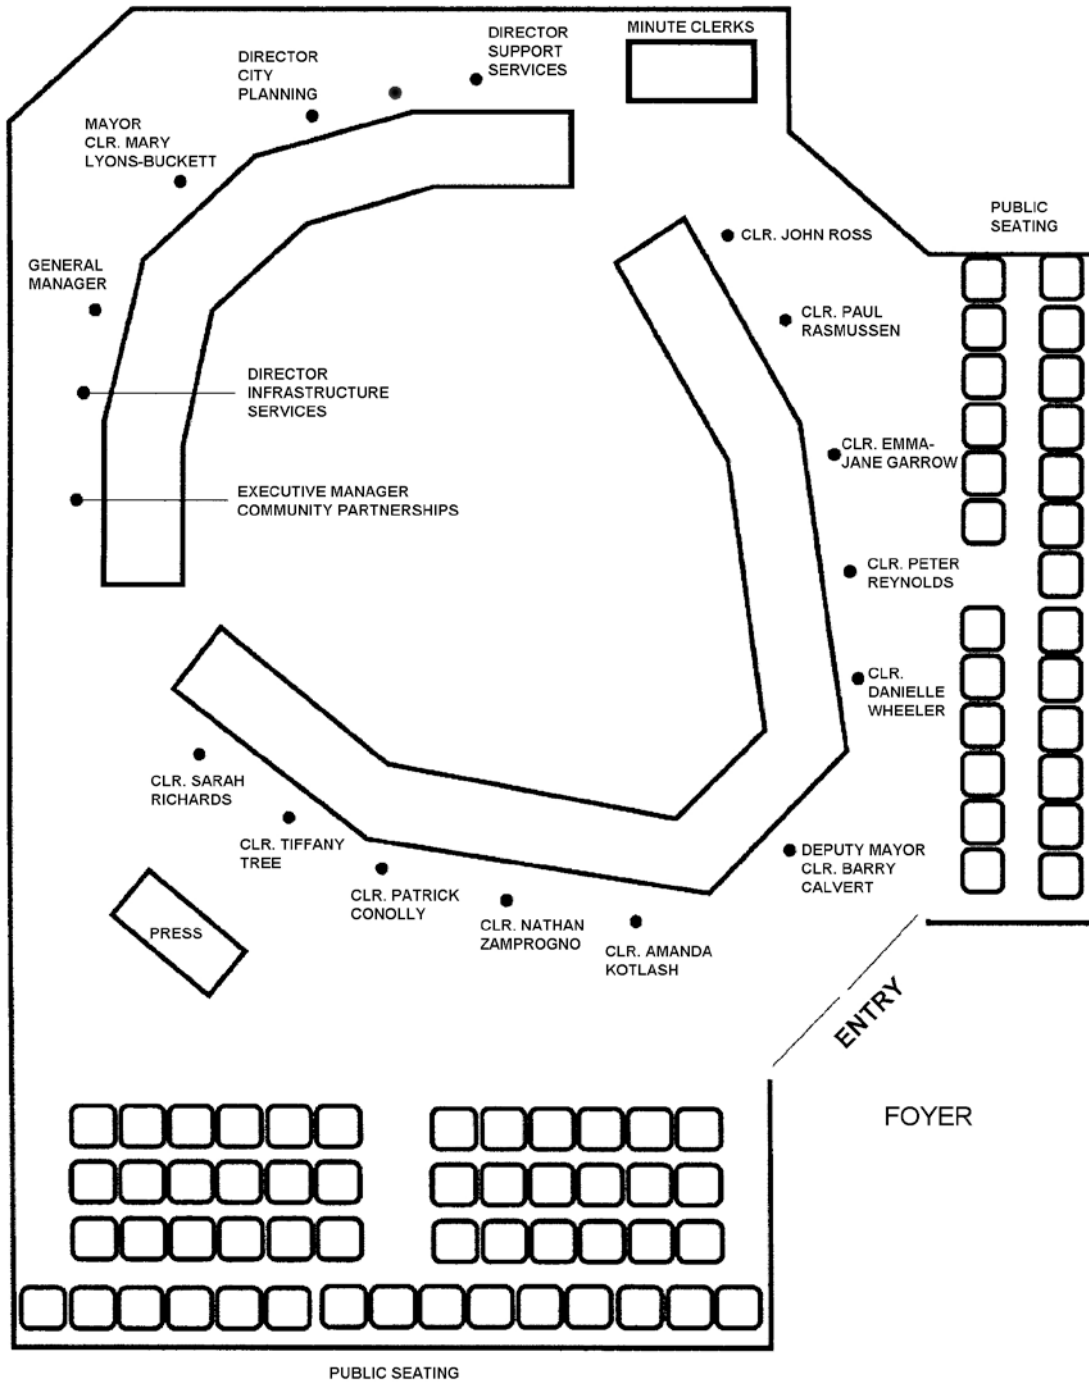 MINUTE CLERKS
DIRECTOR
SUPPORT
SERVICES
DIRECTOR
CITY
PLANNING
MAYOR
CLR. MARY
LYONS-BUCKETT
GENERAL
MANAGER
DIRECTOR
INFRASTRUCTURE
SERVICES
EXECUTIVE MANAGER
COMMUNITY PARTNERSHIPS
PUBLIC
SEATING
CLR. JOHN ROSS
CLR. PAUL
RASMUSSEN
CLR. EMMA-
JANE GARROW
CLR. PETER
REYNOLDS
CLR.
DANIELLE
WHEELER
DEPUTY MAYOR
CLR. BARRY
CALVERT
CLR. SARAH
RICHARDS
CLR. TIFFANY
TREE
CLR. PATRICK
CONOLLY
CLR. NATHAN
ZAMPROGNO
CLR. AMANDA
KOTLASH
PRESS
ENTRY
FOYER
PUBLIC SEATING